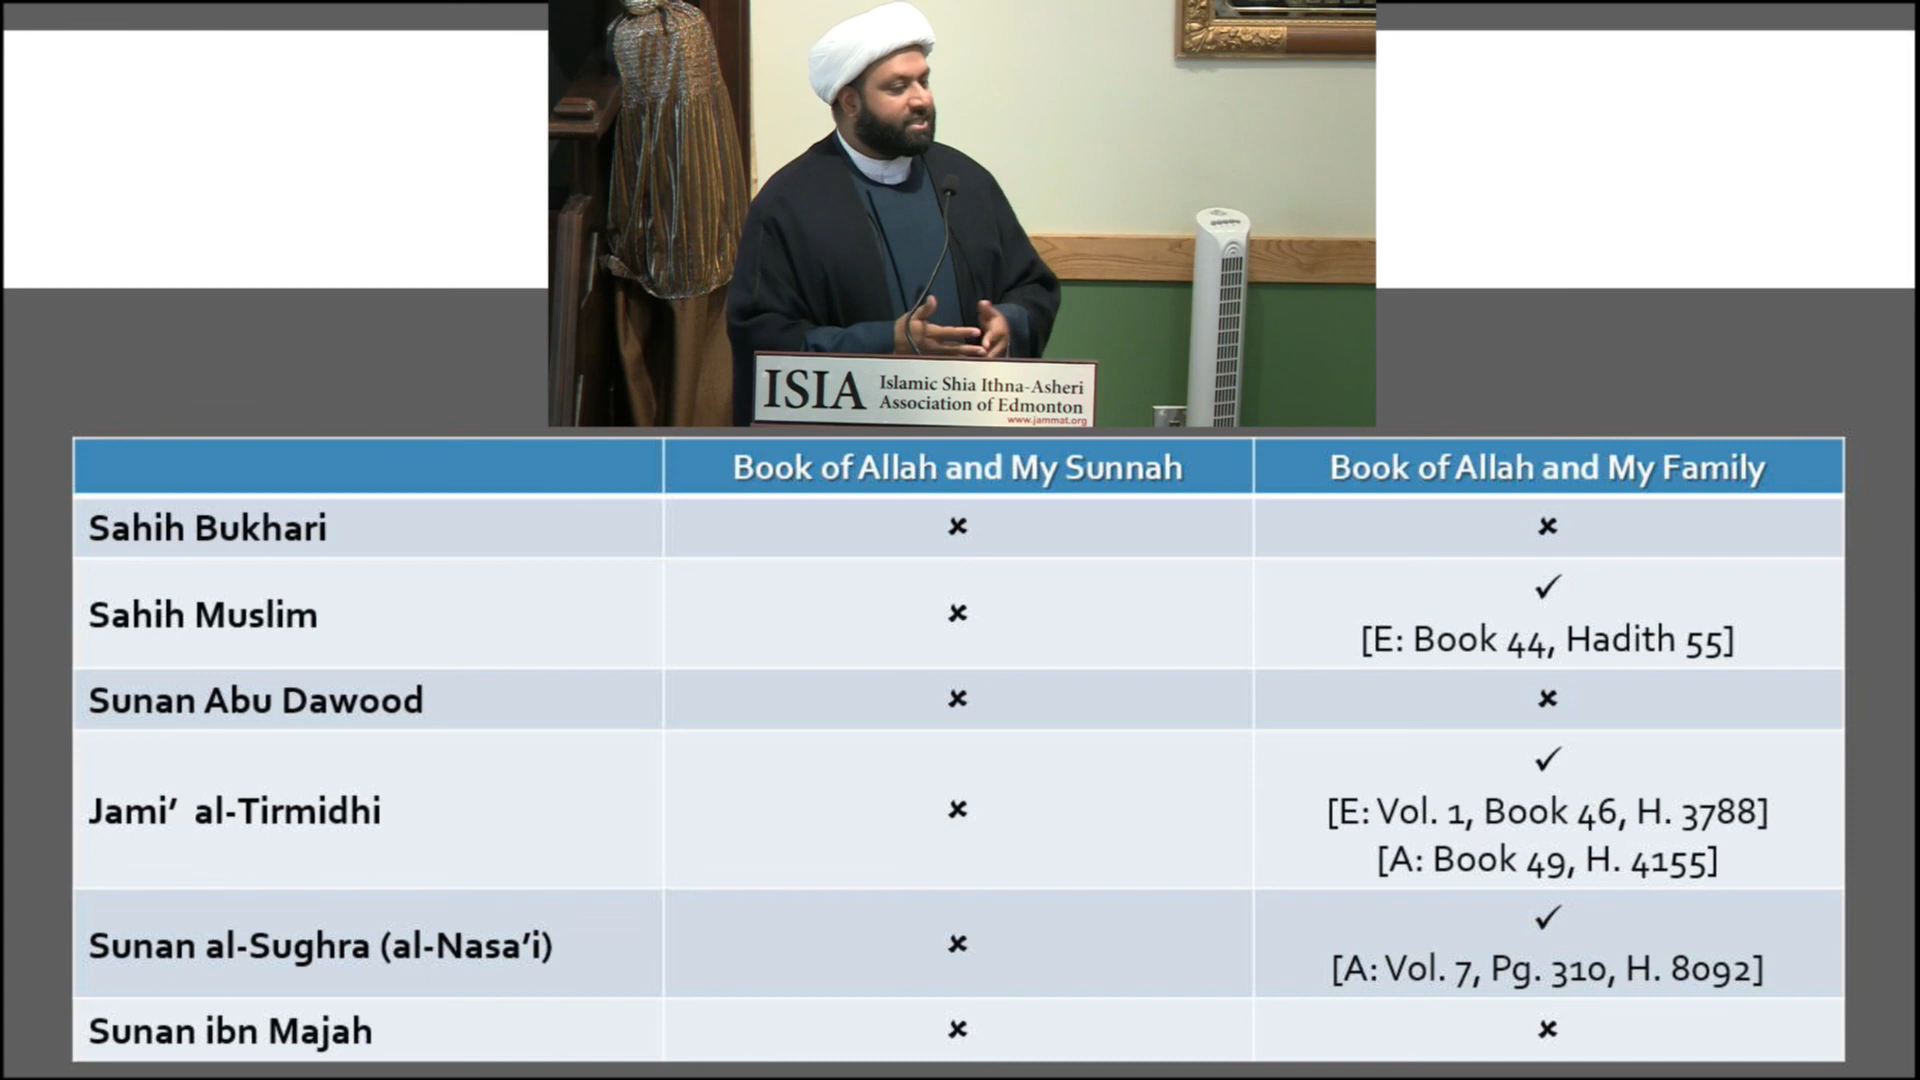 ISIA
Islamic Shia Ithna-Asheri
Association of Edmonton
www.jammat.org
Book of Allah and My Sunnah
Book of Allah and My Family
Sahih Bukhari
✘
✘
Sahih Muslim
✘
✓
[E: Book 44, Hadith 55]
Sunan Abu Dawood
✘
✘
Jami’ al-Tirmidhi
✘
✓
[E: Vol. 1, Book 46, H. 3788]
[A: Book 49, H. 4155]
Sunan al-Sughra (al-Nasa’i)
✘
✓
[A: Vol. 7, Pg. 310, H. 8092]
Sunan ibn Majah
✘
✘